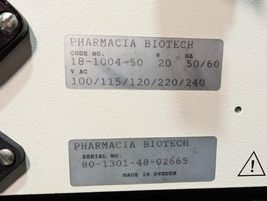 PHARMACIA BIOTECH
CODE NO. W HZ
18-1004-50 20 50/60
V AC
100/115/120/220/240
PHARMACIA BIOTECH
SERIAL NO.
80-1301-48-02665
MADE IN SWEDEN